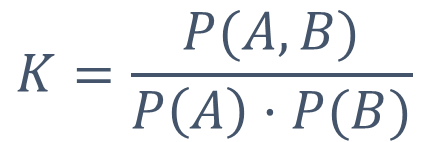 K = P(A, B) / P(A) · P(B)